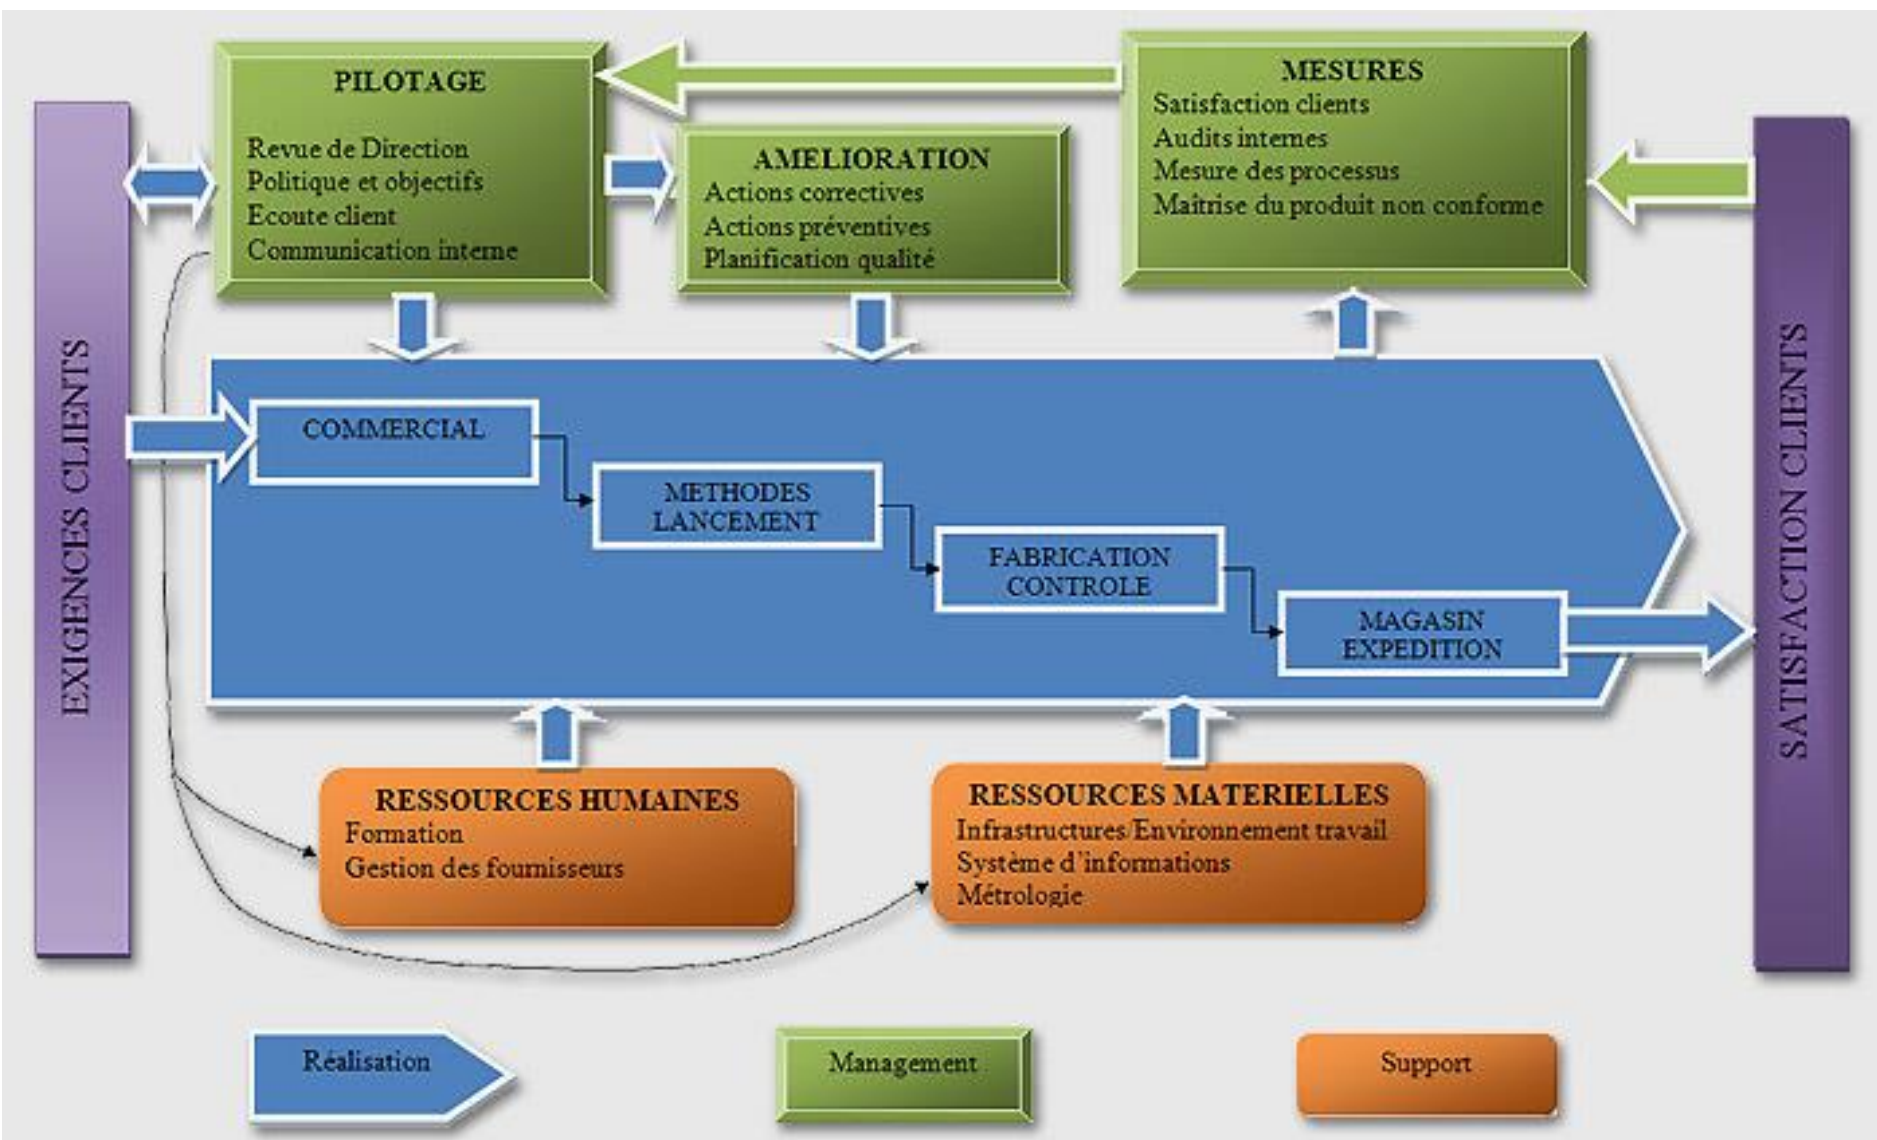 PILOTAGE
Revue de Direction
Politique et objectifs
Ecoute client
Communication interne
AMELIORATION
Actions correctives
Actions préventives
Planification qualité
MESURES
Satisfaction clients
Audits internes
Mesure des processus
Maîtrise du produit non conforme
EXIGENCES CLIENTS
COMMERCIAL
METHODES
LANCEMENT
FABRICATION
CONTROLE
MAGASIN
EXPEDITION
SATISFACTION CLIENTS
RESSOURCES HUMAINES
Formation
Gestion des fournisseurs
RESSOURCES MATERIELLES
Infrastructures/Environnement travail
Système d'informations
Métrologie
Réalisation
Management
Support